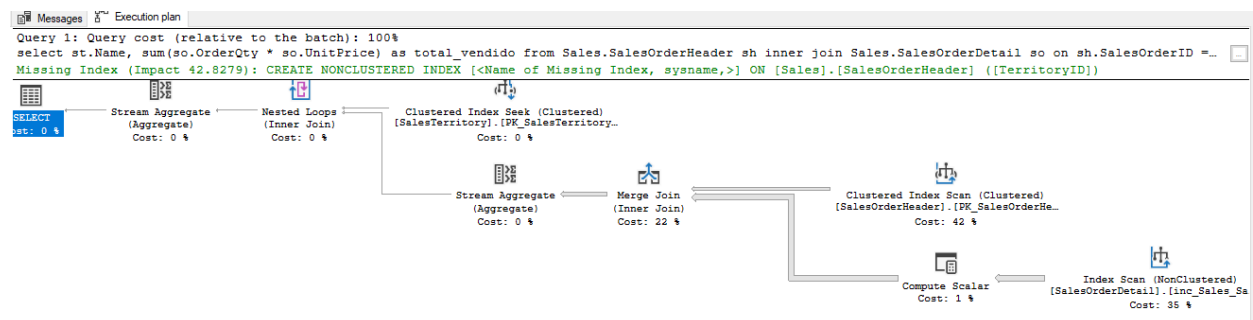 Messages Execution plan
Query 1: Query cost (relative to the batch): 100%
select st.Name, sum(so.OrderQty * so.UnitPrice) as total_vendido from Sales.SalesOrderHeader sh inner join Sales.SalesOrderDetail so on sh.SalesOrderID =… ...
Missing Index (Impact 42.8279): CREATE NONCLUSTERED INDEX [<Name of Missing Index, sysname,>] ON [Sales].[SalesOrderHeader] ([TerritoryID])
SELECT
ost: 0 %
Stream Aggregate
(Aggregate)
Cost: 0 %
Nested Loops
(Inner Join)
Cost: 0 %
Clustered Index Seek (Clustered)
[SalesTerritory].[PK_SalesTerritory…
Cost: 0 %
Stream Aggregate
(Aggregate)
Cost: 0 %
Merge Join
(Inner Join)
Cost: 22 %
Clustered Index Scan (Clustered)
[SalesOrderHeader].[PK_SalesOrderHe…
Cost: 42 %
Compute Scalar
Cost: 1 %
Index Scan (NonClustered)
[SalesOrderDetail].[inc_Sales_Sa
Cost: 35 %